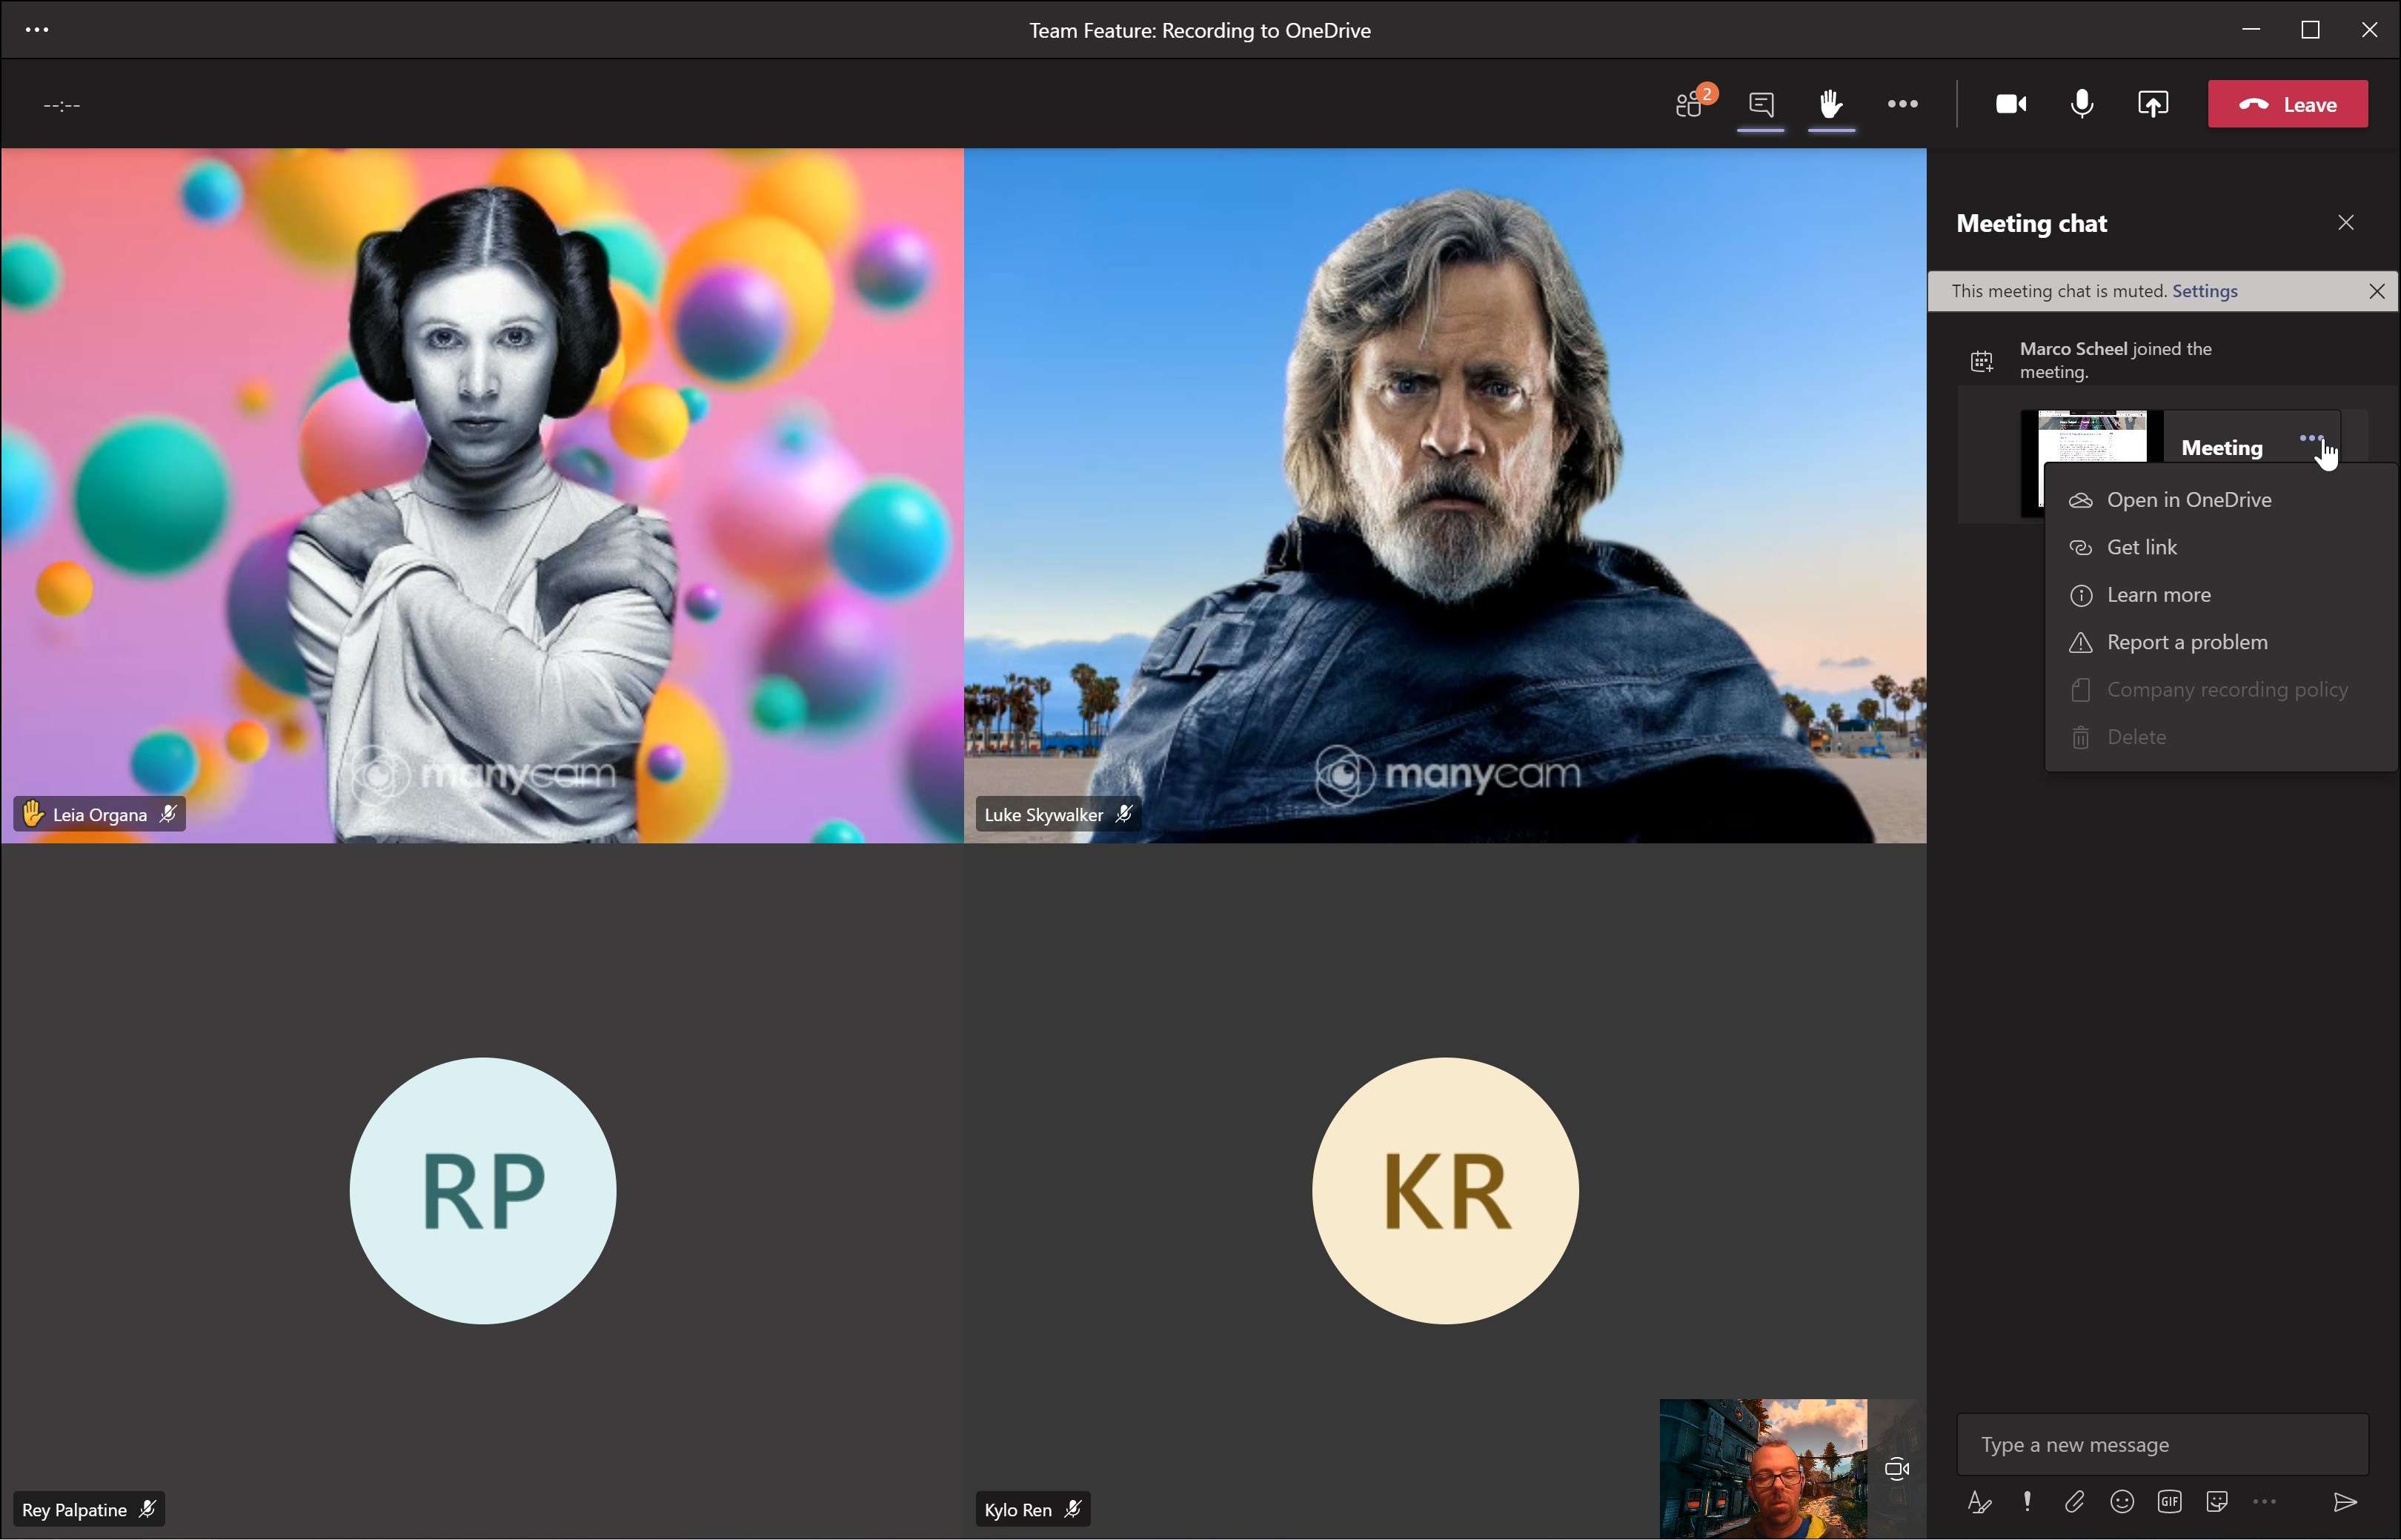 Team Feature: Recording to OneDrive
--:--
2
Leave
Meeting chat
This meeting chat is muted. Settings
Marco Scheel joined the
meeting.
Meeting
Open in OneDrive
Get link
Learn more
Report a problem
Company recording policy
Delete
manycam
Leia Organa
manycam
Luke Skywalker
RP
KR
Rey Palpatine
Kylo Ren
Type a new message
GIF